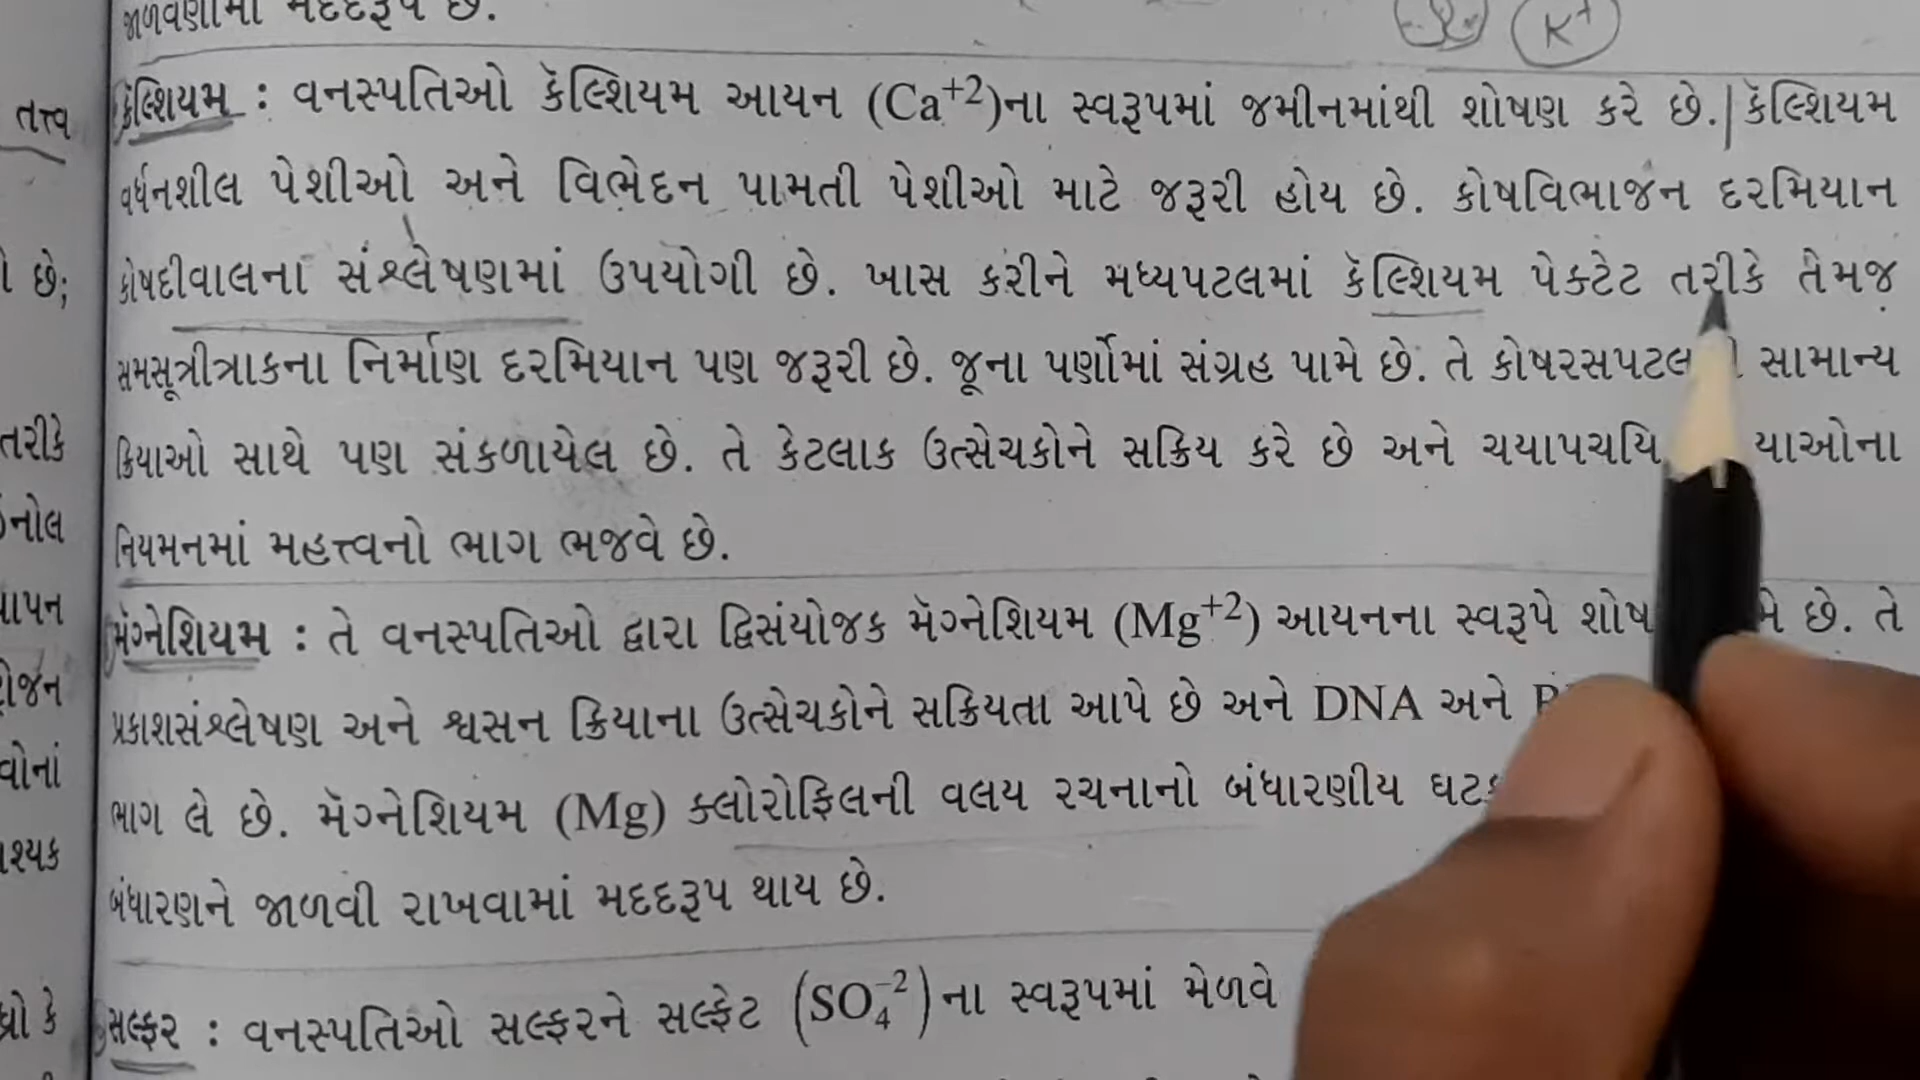 જાળવણીમાં મદદરૂપ છે.
K+
તત્ત્વ
કૅલ્શિયમ : વનસ્પતિઓ કૅલ્શિયમ આયન (Ca+2)ના સ્વરૂપમાં જમીનમાંથી શોષણ કરે છે. કૅલ્શિયમ
વર્ધનશીલ પેશીઓ અને વિભેદન પામતી પેશીઓ માટે જરૂરી હોય છે. કોષવિભાજન દરમિયાન
છે;
કોષદીવાલના સંશ્લેષણમાં ઉપયોગી છે. ખાસ કરીને મધ્યપટલમાં કૅલ્શિયમ પેક્ટેટ તરીકે તેમજ
સમસૂત્રીત્રાકના નિર્માણ દરમિયાન પણ જરૂરી છે. જૂના પર્ણોમાં સંગ્રહ પામે છે. તે કોષરસપટલ સામાન્ય
તરીકે
ક્રિયાઓ સાથે પણ સંકળાયેલ છે. તે કેટલાક ઉત્સેચકોને સક્રિય કરે છે અને ચયાપચયિ યાઓના
નોલ
નિયમનમાં મહત્ત્વનો ભાગ ભજવે છે.
ાપન
મૅગ્નેશિયમ : તે વનસ્પતિઓ દ્વારા દ્વિસંયોજક મૅગ્નેશિયમ (Mg+2) આયનના સ્વરૂપે શોષ છે. તે
ોજન
પ્રકાશસંશ્લેષણ અને શ્વસન ક્રિયાના ઉત્સેચકોને સક્રિયતા આપે છે અને DNA અને
વોનાં
ભાગ લે છે. મૅગ્નેશિયમ (Mg) ક્લોરોફિલની વલય રચનાનો બંધારણીય ઘટક
શ્યક
બંધારણને જાળવી રાખવામાં મદદરૂપ થાય છે.
કે
સલ્ફર : વનસ્પતિઓ સલ્ફરને સલ્ફેટ (SO4-2)ના સ્વરૂપમાં મેળવે